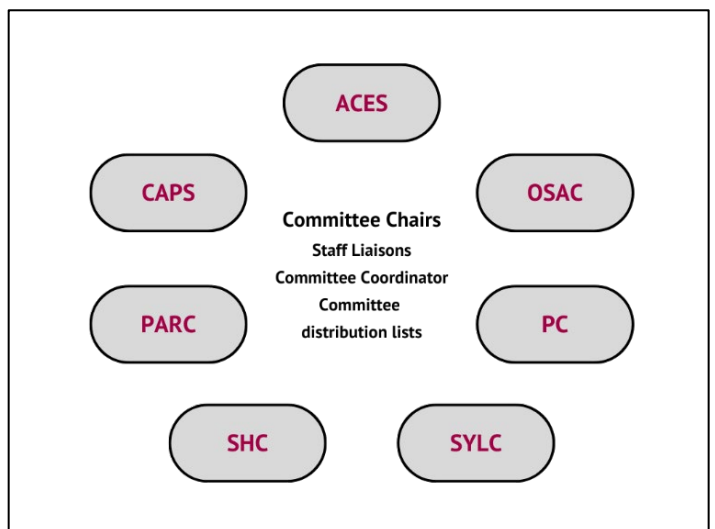 ACES
CAPS
OSAC
Committee Chairs
Staff Liaisons
Committee Coordinator
Committee
distribution lists
PARC
PC
SHC
SYLC